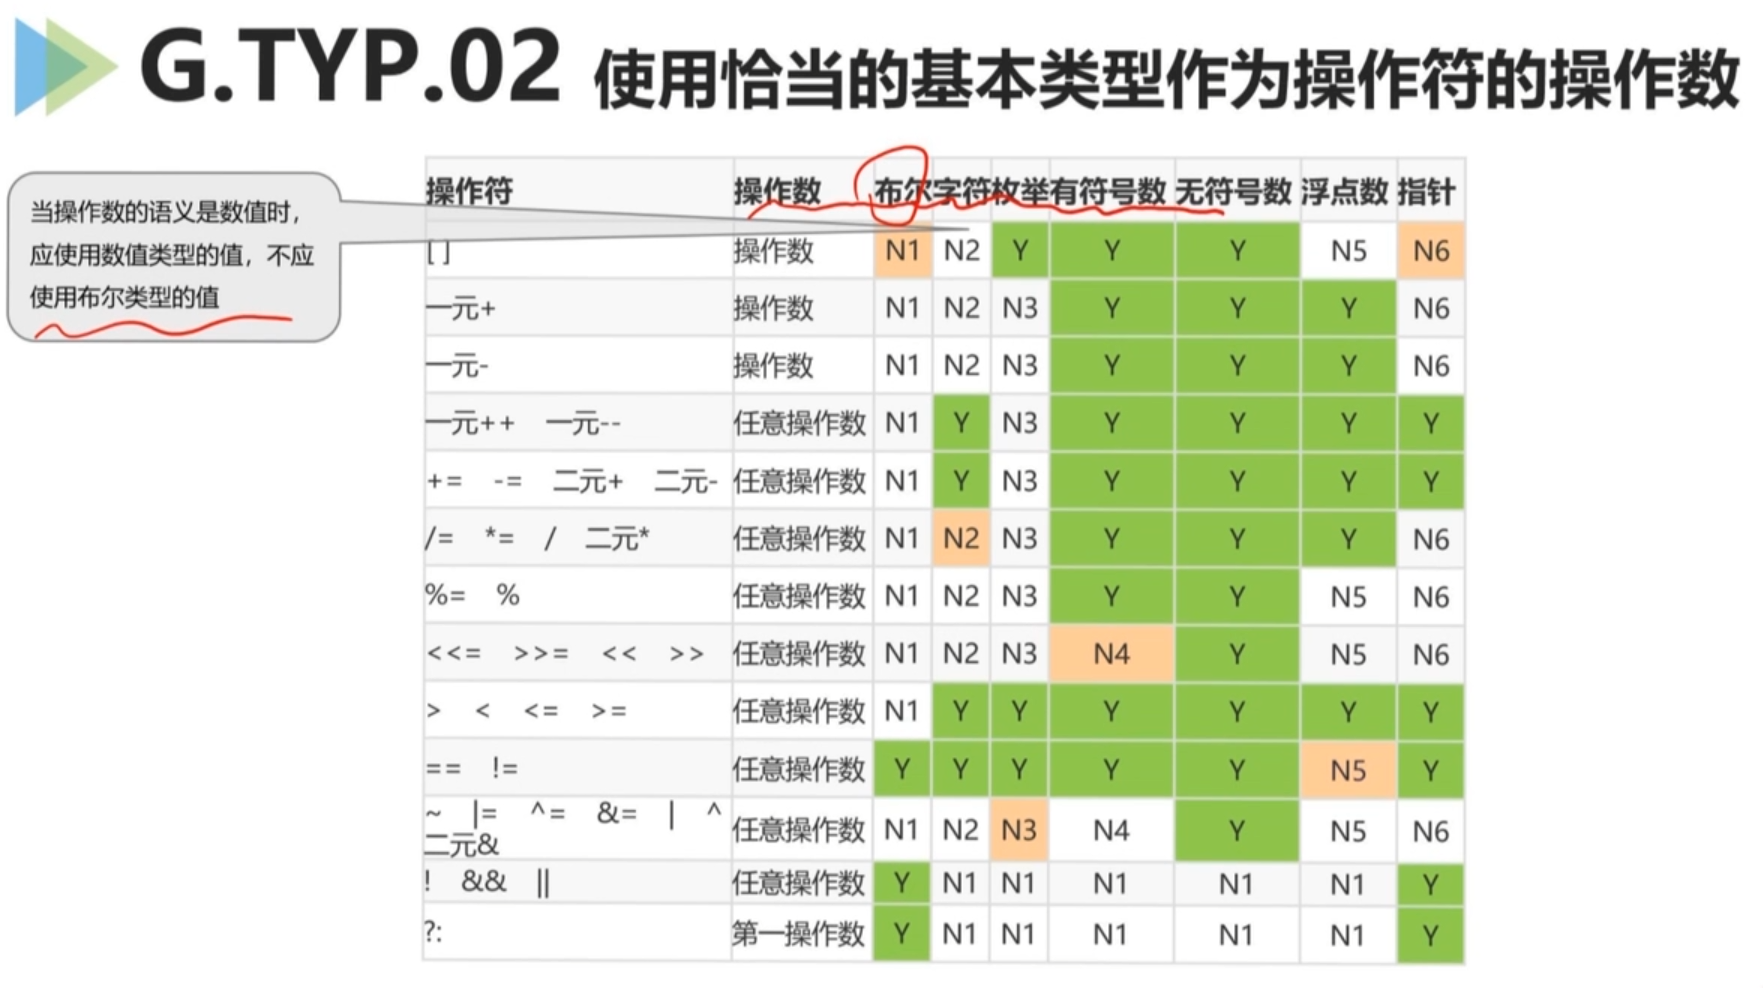 G.TYP.02 使用恰当的基本类型作为操作符的操作数
当操作数的语义是数值时，
应使用数值类型的值，不应
使用布尔类型的值
操作符 操作数 布尔 字符 枚举 有符号数 无符号数 浮点数 指针
[ ] 操作数 N1 N2 Y Y Y N5 N6
一元+ 操作数 N1 N2 N3 Y Y Y N6
一元- 操作数 N1 N2 N3 Y Y Y N6
一元++ 一元-- 任意操作数 N1 Y N3 Y Y Y Y
+= -= 二元+ 二元- 任意操作数 N1 Y N3 Y Y Y Y
/= *= / 二元* 任意操作数 N1 N2 N3 Y Y Y N6
%= % 任意操作数 N1 N2 N3 Y Y N5 N6
<<= >>= << >> 任意操作数 N1 N2 N3 N4 Y N5 N6
> < <= >= 任意操作数 N1 Y Y Y Y Y Y
== != 任意操作数 Y Y Y Y Y N5 Y
~ |= ^= &= | ^
二元& 任意操作数 N1 N2 N3 N4 Y N5 N6
! && || 任意操作数 Y N1 N1 N1 N1 N1 Y
?: 第一操作数 Y N1 N1 N1 N1 N1 Y